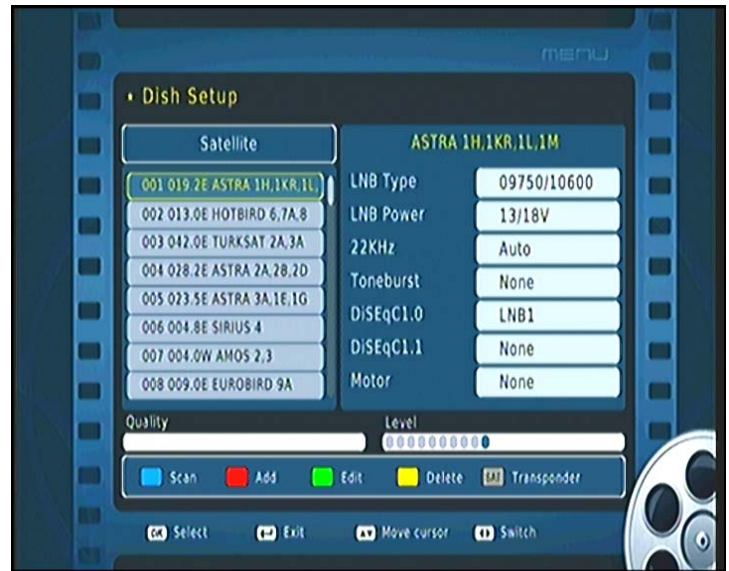 MENU
Dish Setup
Satellite
ASTRA 1H,1KR,1L,1M
001 019.2E ASTRA 1H,1KR,1L,
002 013.0E HOTBIRD 6,7A,8
003 042.0E TURKSAT 2A,3A
004 028.2E ASTRA 2A,2B,2D
005 023.5E ASTRA 3A,1E,1G
006 004.8E SIRIUS 4
007 004.0W AMOS 2,3
008 009.0E EUROBIRD 9A
LNB Type 09750/10600
LNB Power 13/18V
22KHz Auto
Toneburst None
DiSEqC1.0 LNB1
DiSEqC1.1 None
Motor None
Quality Level
Scan Add Edit Delete SAT Transponder
OK Select Exit Move cursor Switch